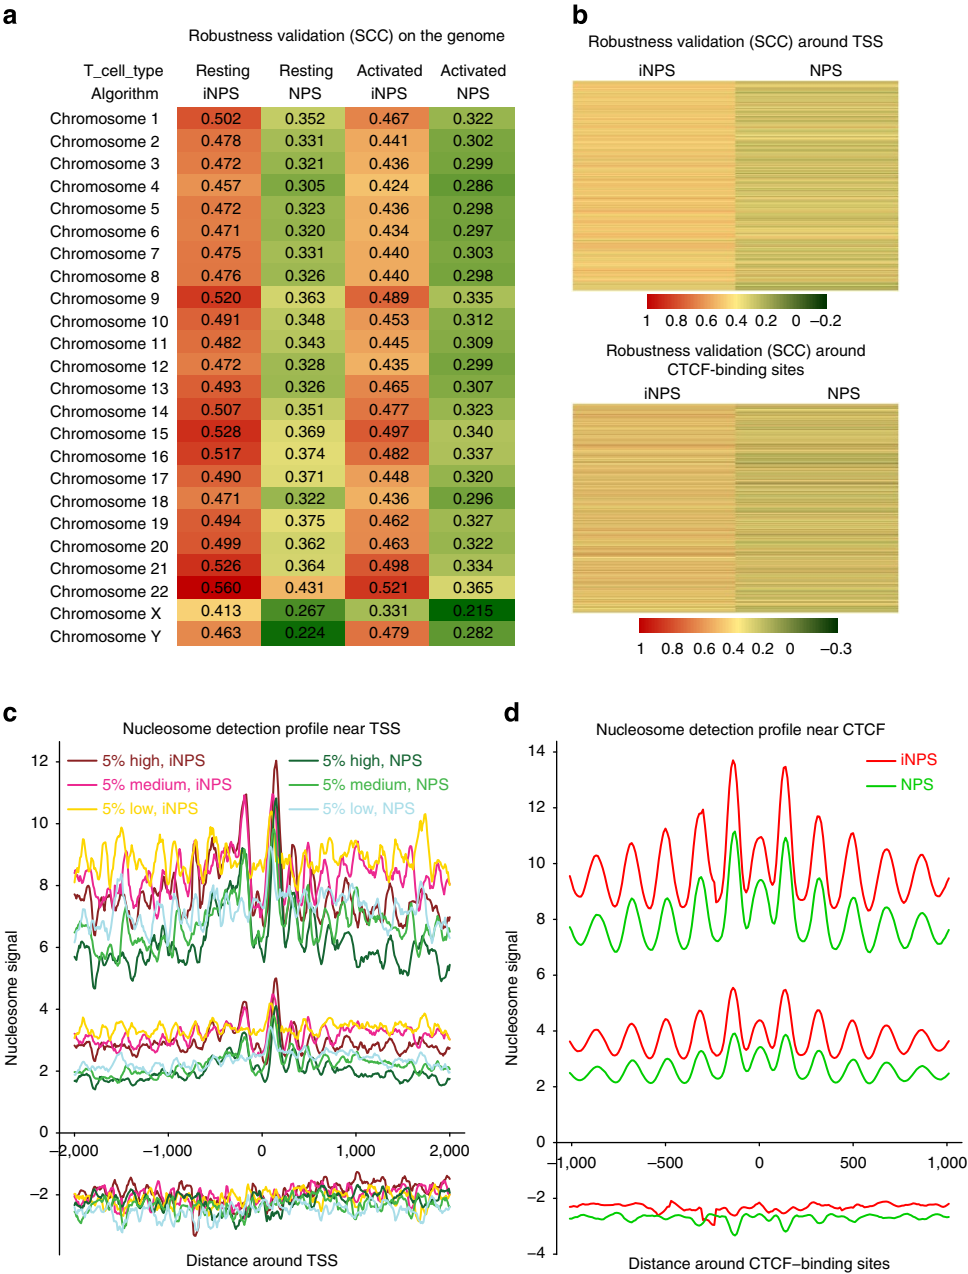 a
Robustness validation (SCC) on the genome
T_cell_type Resting Resting Activated Activated
Algorithm iNPS NPS iNPS NPS
Chromosome 1 0.502 0.352 0.467 0.322
Chromosome 2 0.478 0.331 0.441 0.302
Chromosome 3 0.472 0.321 0.436 0.299
Chromosome 4 0.457 0.305 0.424 0.286
Chromosome 5 0.472 0.323 0.436 0.298
Chromosome 6 0.471 0.320 0.434 0.297
Chromosome 7 0.475 0.331 0.440 0.303
Chromosome 8 0.476 0.326 0.440 0.298
Chromosome 9 0.520 0.363 0.489 0.335
Chromosome 10 0.491 0.348 0.453 0.312
Chromosome 11 0.482 0.343 0.445 0.309
Chromosome 12 0.472 0.328 0.435 0.299
Chromosome 13 0.493 0.326 0.465 0.307
Chromosome 14 0.507 0.351 0.477 0.323
Chromosome 15 0.528 0.369 0.497 0.340
Chromosome 16 0.517 0.374 0.482 0.337
Chromosome 17 0.490 0.371 0.448 0.320
Chromosome 18 0.471 0.322 0.436 0.296
Chromosome 19 0.494 0.375 0.462 0.327
Chromosome 20 0.499 0.362 0.463 0.322
Chromosome 21 0.526 0.364 0.498 0.334
Chromosome 22 0.560 0.431 0.521 0.365
Chromosome X 0.413 0.267 0.331 0.215
Chromosome Y 0.463 0.224 0.479 0.282
b
Robustness validation (SCC) around TSS
iNPS NPS
1 0.8 0.6 0.4 0.2 0 −0.2
Robustness validation (SCC) around
CTCF-binding sites
iNPS NPS
1 0.8 0.6 0.4 0.2 0 −0.3
c
Nucleosome detection profile near TSS
5% high, iNPS 5% high, NPS
5% medium, iNPS 5% medium, NPS
5% low, iNPS 5% low, NPS
Nucleosome signal
12
10
8
6
4
2
0
−2
−2,000 −1,000 0 1,000 2,000
Distance around TSS
d
Nucleosome detection profile near CTCF
iNPS
NPS
Nucleosome signal
14
12
10
8
6
4
2
0
−2
−4
−1,000 −500 0 500 1,000
Distance around CTCF−binding sites